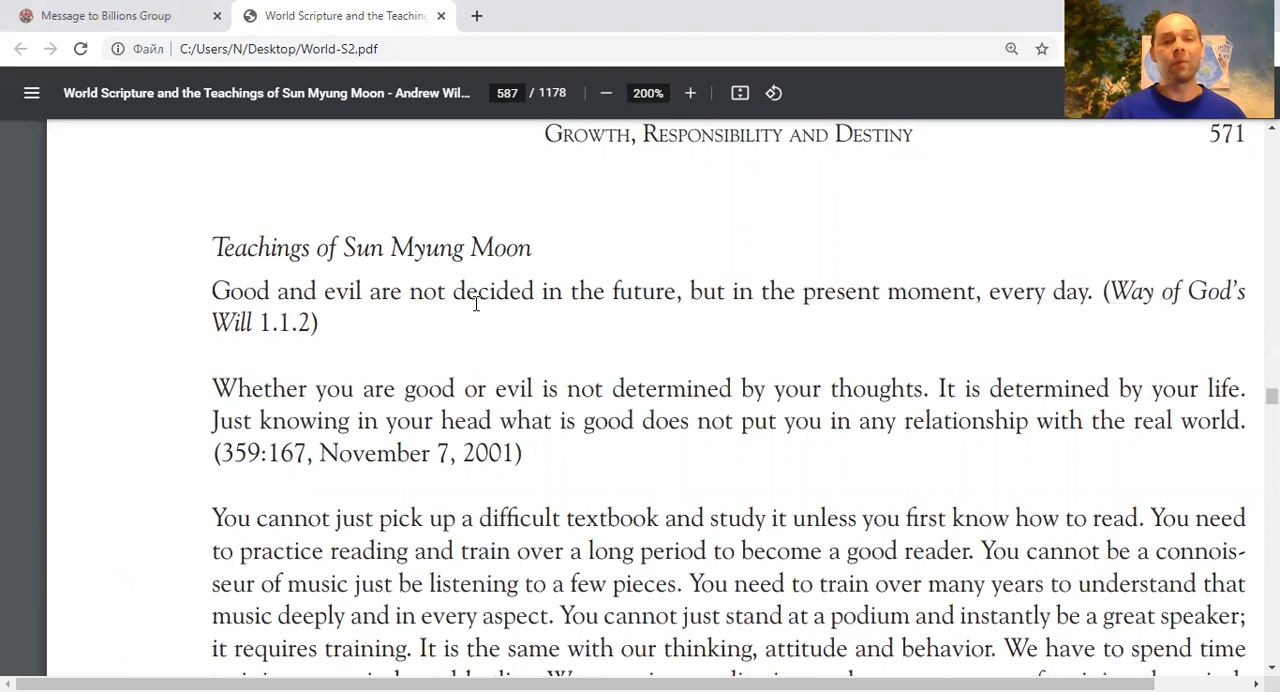 Message to Billions Group
World Scripture and the Teaching
Файл
C:/Users/N/Desktop/World-S2.pdf
World Scripture and the Teachings of Sun Myung Moon - Andrew Wil...
587 / 1178
200%
GROWTH, RESPONSIBILITY AND DESTINY
571
Teachings of Sun Myung Moon
Good and evil are not decided in the future, but in the present moment, every day. (Way of God's
Will 1.1.2)
Whether you are good or evil is not determined by your thoughts. It is determined by your life.
Just knowing in your head what is good does not put you in any relationship with the real world.
(359:167, November 7, 2001)
You cannot just pick up a difficult textbook and study it unless you first know how to read. You need
to practice reading and train over a long period to become a good reader. You cannot be a connois-
seur of music just be listening to a few pieces. You need to train over many years to understand that
music deeply and in every aspect. You cannot just stand at a podium and instantly be a great speaker;
it requires training. It is the same with our thinking, attitude and behavior. We have to spend time